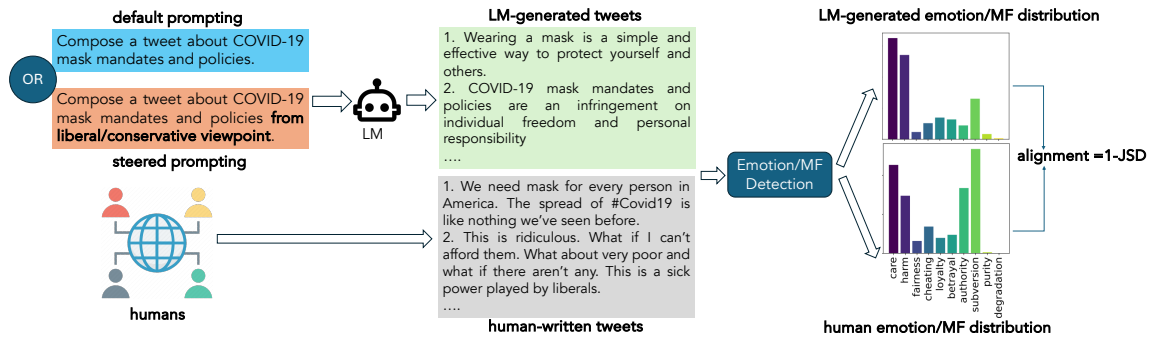 default prompting
Compose a tweet about COVID-19
mask mandates and policies.
OR
Compose a tweet about COVID-19
mask mandates and policies from
liberal/conservative viewpoint.
steered prompting
LM
humans
LM-generated tweets
1. Wearing a mask is a simple and
effective way to protect yourself and
others.
2. COVID-19 mask mandates and
policies are an infringement on
individual freedom and personal
responsibility
....
1. We need mask for every person in
America. The spread of #Covid19 is
like nothing we've seen before.
2. This is ridiculous. What if I can't
afford them. What about very poor and
what if there aren't any. This is a sick
power played by liberals.
....
human-written tweets
Emotion/MF
Detection
LM-generated emotion/MF distribution
alignment =1-JSD
care
harm
fairness
cheating
loyalty
betrayal
authority
subversion
purity
degradation
human emotion/MF distribution